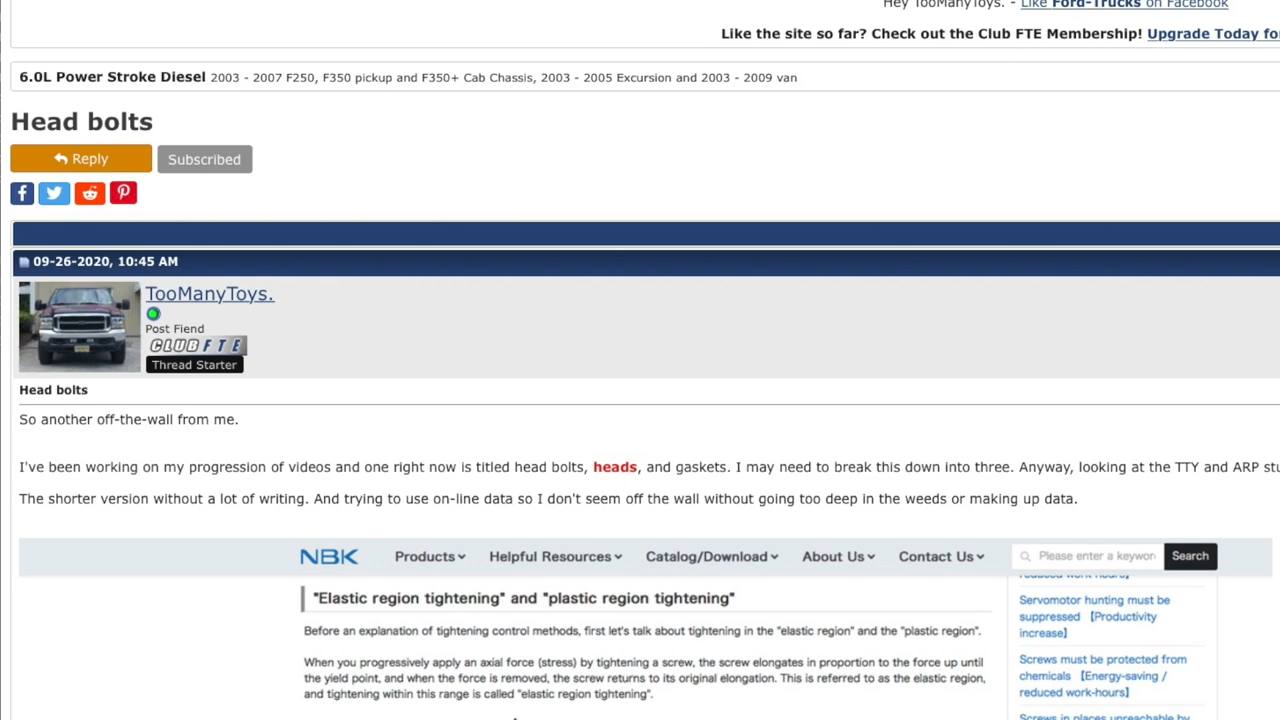 Hey TooManyToys. - Like Ford-Trucks on Facebook
Like the site so far? Check out the Club FTE Membership! Upgrade Today fo
6.0L Power Stroke Diesel 2003 - 2007 F250, F350 pickup and F350+ Cab Chassis, 2003 - 2005 Excursion and 2003 - 2009 van
Head bolts
Reply Subscribed
09-26-2020, 10:45 AM
TooManyToys.
Post Fiend
CLUB FTE
Thread Starter
Head bolts
So another off-the-wall from me.
I've been working on my progression of videos and one right now is titled head bolts, heads, and gaskets. I may need to break this down into three. Anyway, looking at the TTY and ARP stu
The shorter version without a lot of writing. And trying to use on-line data so I don't seem off the wall without going too deep in the weeds or making up data.
NBK Products Helpful Resources Catalog/Download About Us Contact Us Please enter a keywor Search
reduced work-hours】
"Elastic region tightening" and "plastic region tightening"
Before an explanation of tightening control methods, first let's talk about tightening in the "elastic region" and the "plastic region".
When you progressively apply an axial force (stress) by tightening a screw, the screw elongates in proportion to the force up until
the yield point, and when the force is removed, the screw returns to its original elongation. This is referred to as the elastic region,
and tightening within this range is called "elastic region tightening".
Servomotor hunting must be
suppressed 【Productivity
increase】
Screws must be protected from
chemicals 【Energy-saving /
reduced work-hours】
Screws in places unreachable by